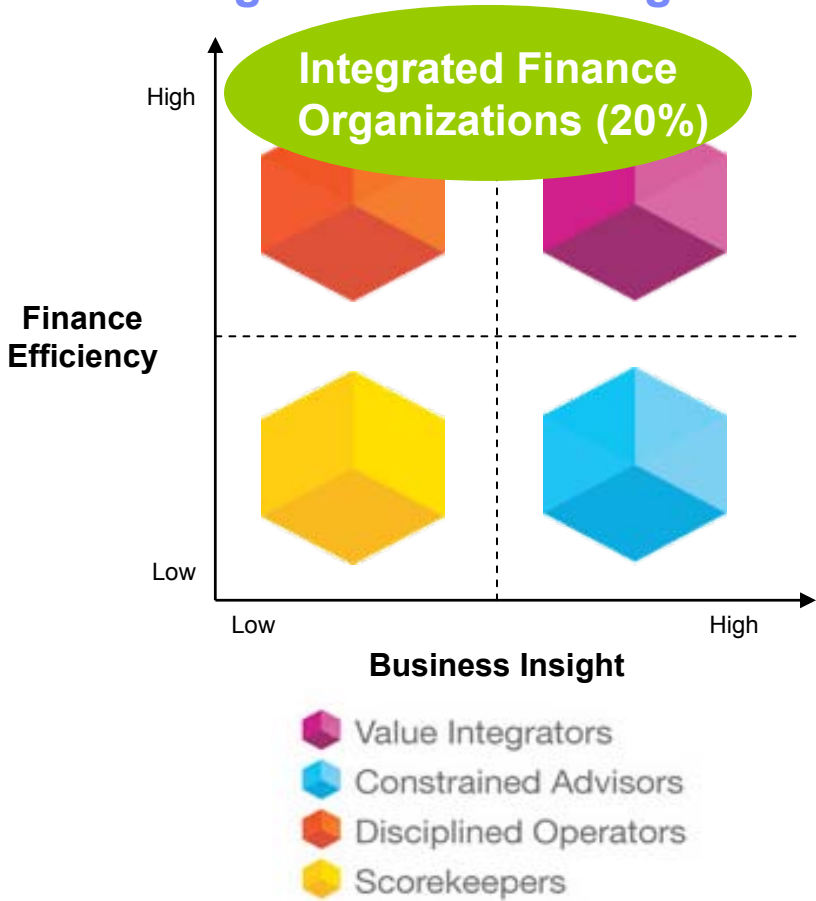 Integrated Finance
Organizations (20%)
High
Finance
Efficiency
Low
Low
High
Business Insight
Value Integrators
Constrained Advisors
Disciplined Operators
Scorekeepers